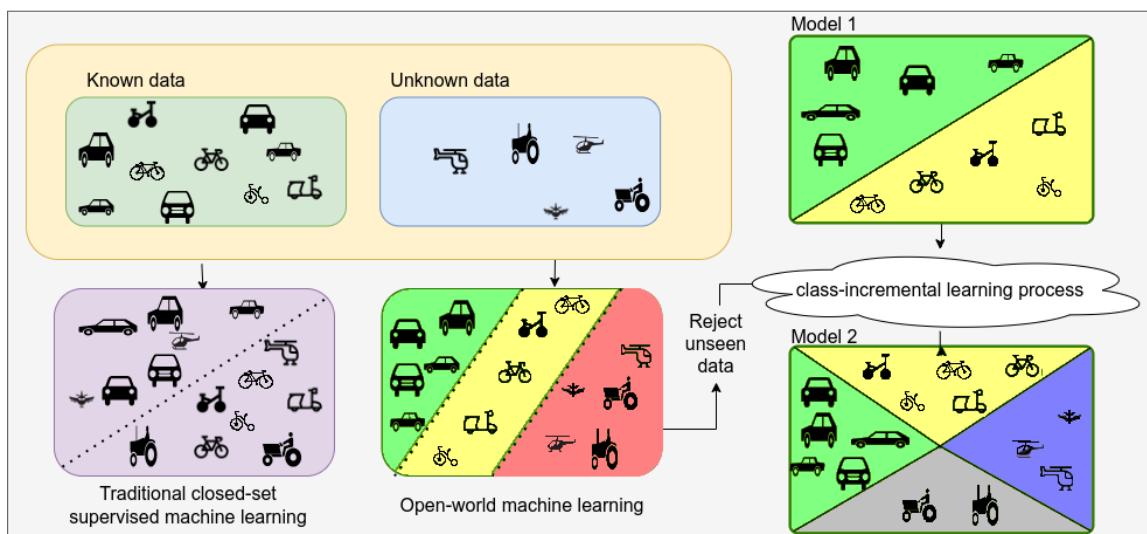 Known data
Unknown data
Model 1
class-incremental learning process
Reject
unseen
data
Model 2
Traditional closed-set
supervised machine learning
Open-world machine learning